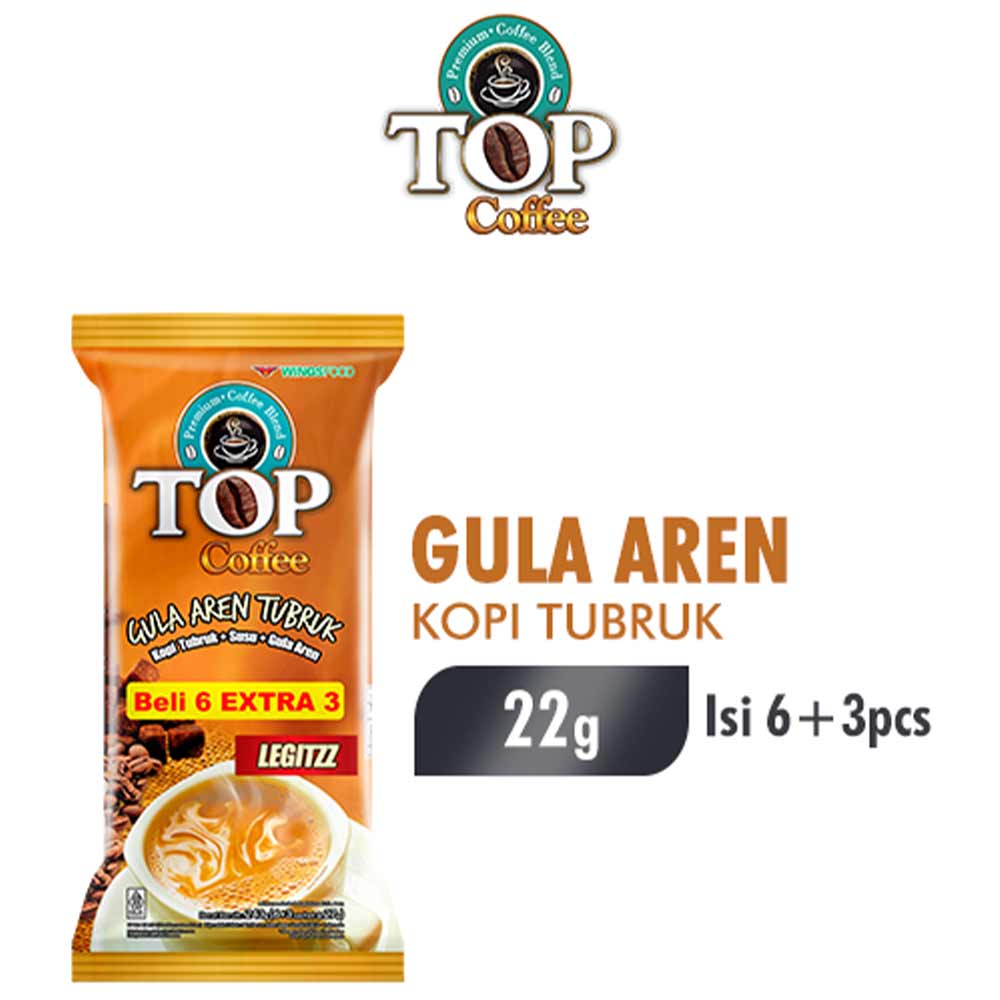 Premium • Coffee Blend
TOP
Coffee
WINGSFOOD
Premium • Coffee Blend
TOP
Coffee
GULA AREN TUBRUK
Kopi Tubruk + Susu + Gula Aren
Beli 6 EXTRA 3
LEGITZZ
GULA AREN
KOPI TUBRUK
22g
Isi 6+3pcs